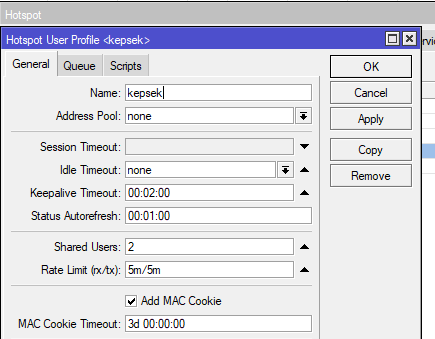 Hotspot
Hotspot User Profile <kepsek>
General Queue Scripts
OK
Name: kepsek
Cancel
Address Pool: none
Apply
Session Timeout:
Copy
Idle Timeout: none
Remove
Keepalive Timeout: 00:02:00
Status Autorefresh: 00:01:00
Shared Users: 2
Rate Limit (rx/tx): 5m/5m
Add MAC Cookie
MAC Cookie Timeout: 3d 00:00:00